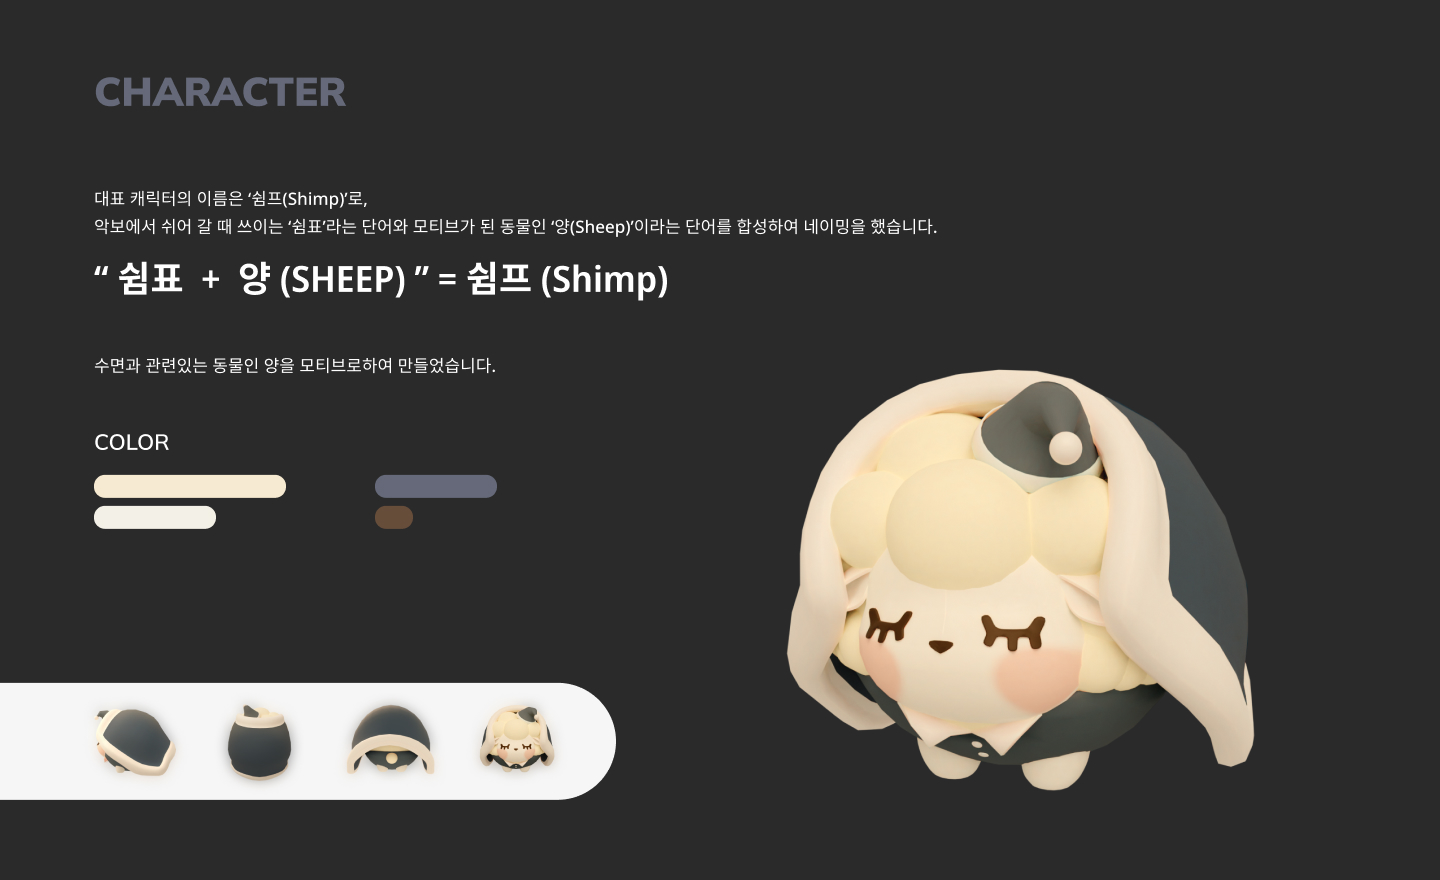 CHARACTER
대표 캐릭터의 이름은 ‘쉼프(Shimp)’로,
악보에서 쉬어 갈 때 쓰이는 ‘쉼표’라는 단어와 모티브가 된 동물인 ‘양(Sheep)’이라는 단어를 합성하여 네이밍을 했습니다.
“ 쉼표 + 양 (SHEEP) ” = 쉼프 (Shimp)
수면과 관련있는 동물인 양을 모티브로하여 만들었습니다.
COLOR